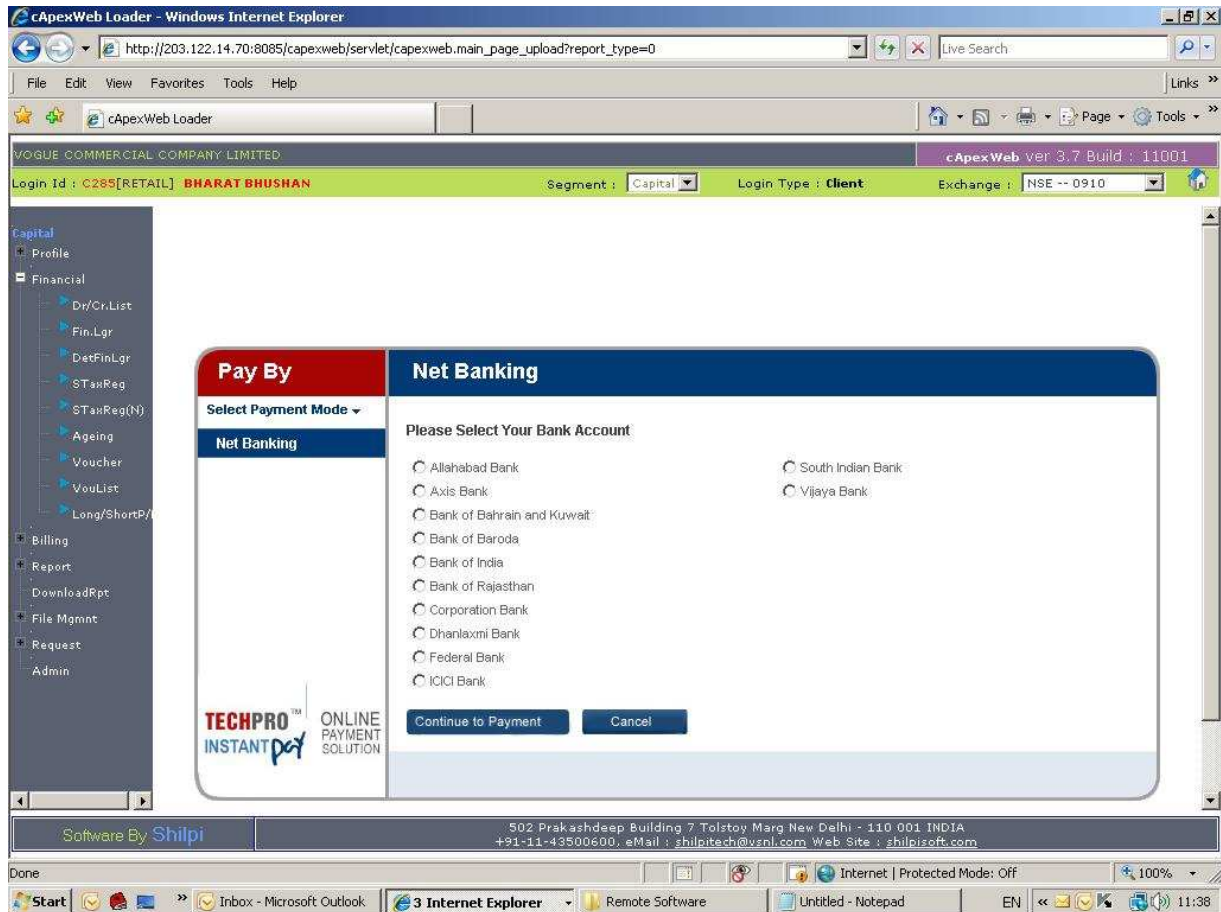 cApexWeb Loader - Windows Internet Explorer
http://203.122.14.70:8085/capexweb/servlet/capexweb.main_page_upload?report_type=0
Live Search
File Edit View Favorites Tools Help
Links »
cApexWeb Loader
Page Tools »
VOGUE COMMERCIAL COMPANY LIMITED
cApexWeb ver 3.7 Build : 11001
Login Id : C285[RETAIL] BHARAT BHUSHAN
Segment : Capital
Login Type : Client
Exchange : NSE -- 0910
Capital
Profile
Financial
Dr/Cr.List
Fin.Lgr
DetFinLgr
STaxReg
STaxReg(N)
Ageing
Voucher
VouList
Long/ShortP/
Billing
Report
DownloadRpt
File Mgmnt
Request
Admin
Pay By
Select Payment Mode
Net Banking
Net Banking
Please Select Your Bank Account
Allahabad Bank
Axis Bank
Bank of Bahrain and Kuwait
Bank of Baroda
Bank of India
Bank of Rajasthan
Corporation Bank
Dhanlaxmi Bank
Federal Bank
ICICI Bank
South Indian Bank
Vijaya Bank
Continue to Payment
Cancel
TECHPRO™
INSTANT pay
ONLINE
PAYMENT
SOLUTION
Software By Shilpi
502 Prakashdeep Building 7 Tolstoy Marg New Delhi - 110 001 INDIA
+91-11-43500600, eMail : shilpitech@vsnl.com Web Site : shilpisoft.com
Done
Internet | Protected Mode: Off
100%
Start
»
Inbox - Microsoft Outlook
3 Internet Explorer
Remote Software
Untitled - Notepad
EN
«
11:38